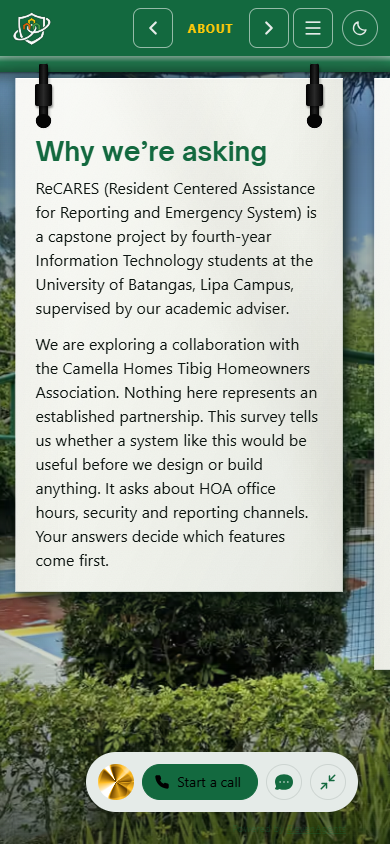 ABOUT
Why we're asking
ReCARES (Resident Centered Assistance
for Reporting and Emergency System) is
a capstone project by fourth-year
Information Technology students at the
University of Batangas, Lipa Campus,
supervised by our academic adviser.
We are exploring a collaboration with
the Camella Homes Tibig Homeowners
Association. Nothing here represents an
established partnership. This survey tells
us whether a system like this would be
useful before we design or build
anything. It asks about HOA office
hours, security and reporting channels.
Your answers decide which features
come first.
Start a call